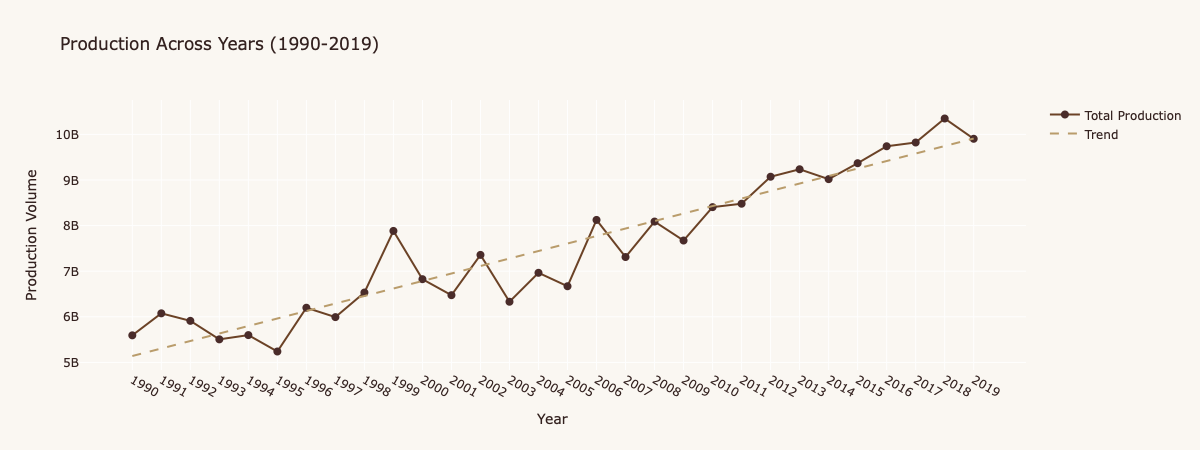 Production Across Years (1990-2019)
Total Production
Trend
Production Volume
10B
9B
8B
7B
6B
5B
1990 1991 1992 1993 1994 1995 1996 1997 1998 1999 2000 2001 2002 2003 2004 2005 2006 2007 2008 2009 2010 2011 2012 2013 2014 2015 2016 2017 2018 2019
Year